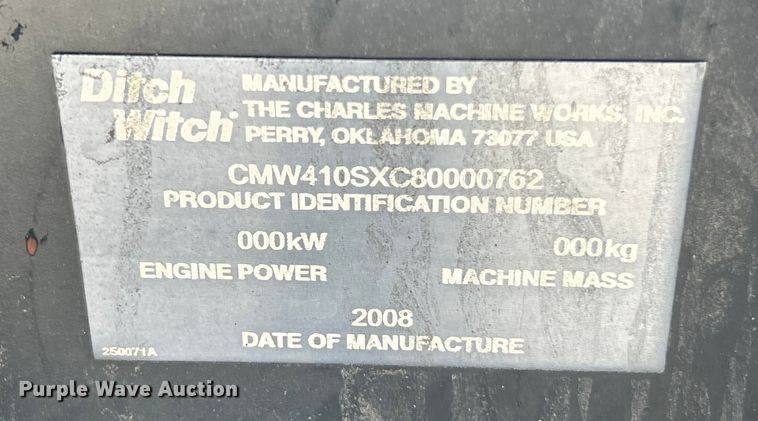 Ditch Witch
MANUFACTURED BY
THE CHARLES MACHINE WORKS, INC.
PERRY, OKLAHOMA 73077 USA
CMW410SXC80000762
PRODUCT IDENTIFICATION NUMBER
000kW 000kg
ENGINE POWER MACHINE MASS
2008
DATE OF MANUFACTURE
250071A
Purple Wave Auction